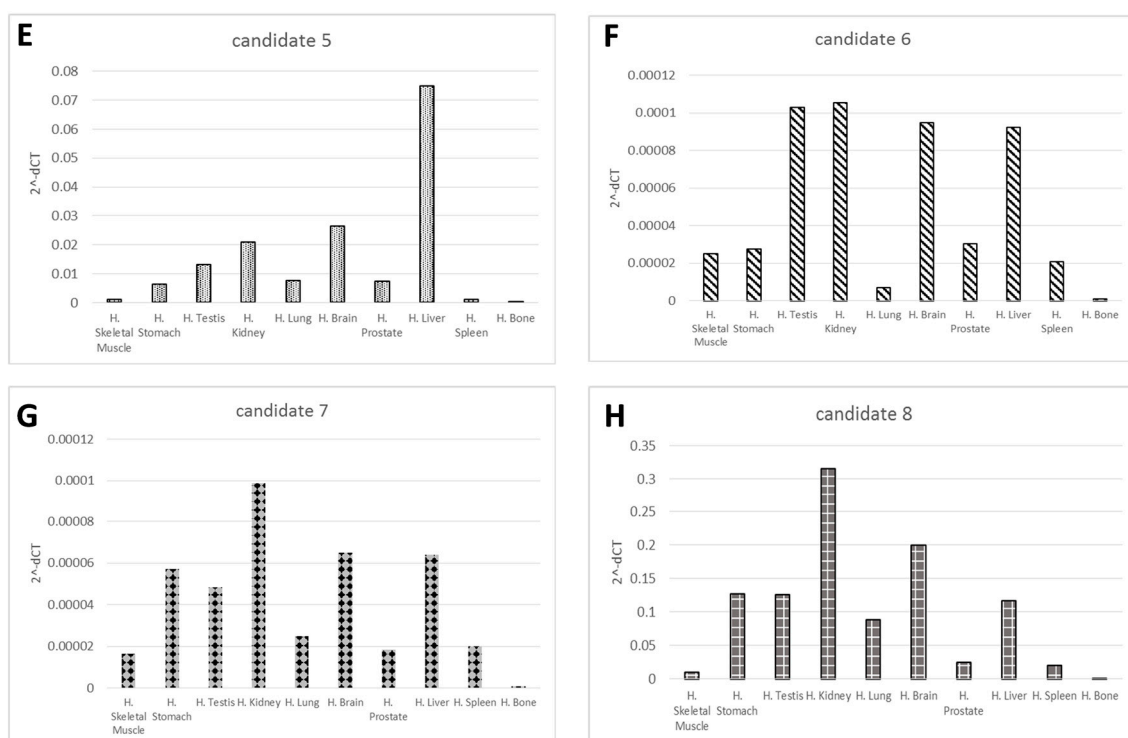 E
candidate 5
0.08
0.07
0.06
0.05
0.04
0.03
0.02
0.01
0
2^-dCT
H. Skeletal Muscle
H. Stomach
H. Testis
H. Kidney
H. Lung
H. Brain
H. Prostate
H. Liver
H. Spleen
H. Bone
F
candidate 6
0.00012
0.0001
0.00008
0.00006
0.00004
0.00002
0
2^-dCT
H. Skeletal Muscle
H. Stomach
H. Testis
H. Kidney
H. Lung
H. Brain
H. Prostate
H. Liver
H. Spleen
H. Bone
G
candidate 7
0.00012
0.0001
0.00008
0.00006
0.00004
0.00002
0
2^-dCT
H. Skeletal Muscle
H. Stomach
H. Testis
H. Kidney
H. Lung
H. Brain
H. Prostate
H. Liver
H. Spleen
H. Bone
H
candidate 8
0.35
0.3
0.25
0.2
0.15
0.1
0.05
0
2^-dCT
H. Skeletal Muscle
H. Stomach
H. Testis
H. Kidney
H. Lung
H. Brain
H. Prostate
H. Liver
H. Spleen
H. Bone